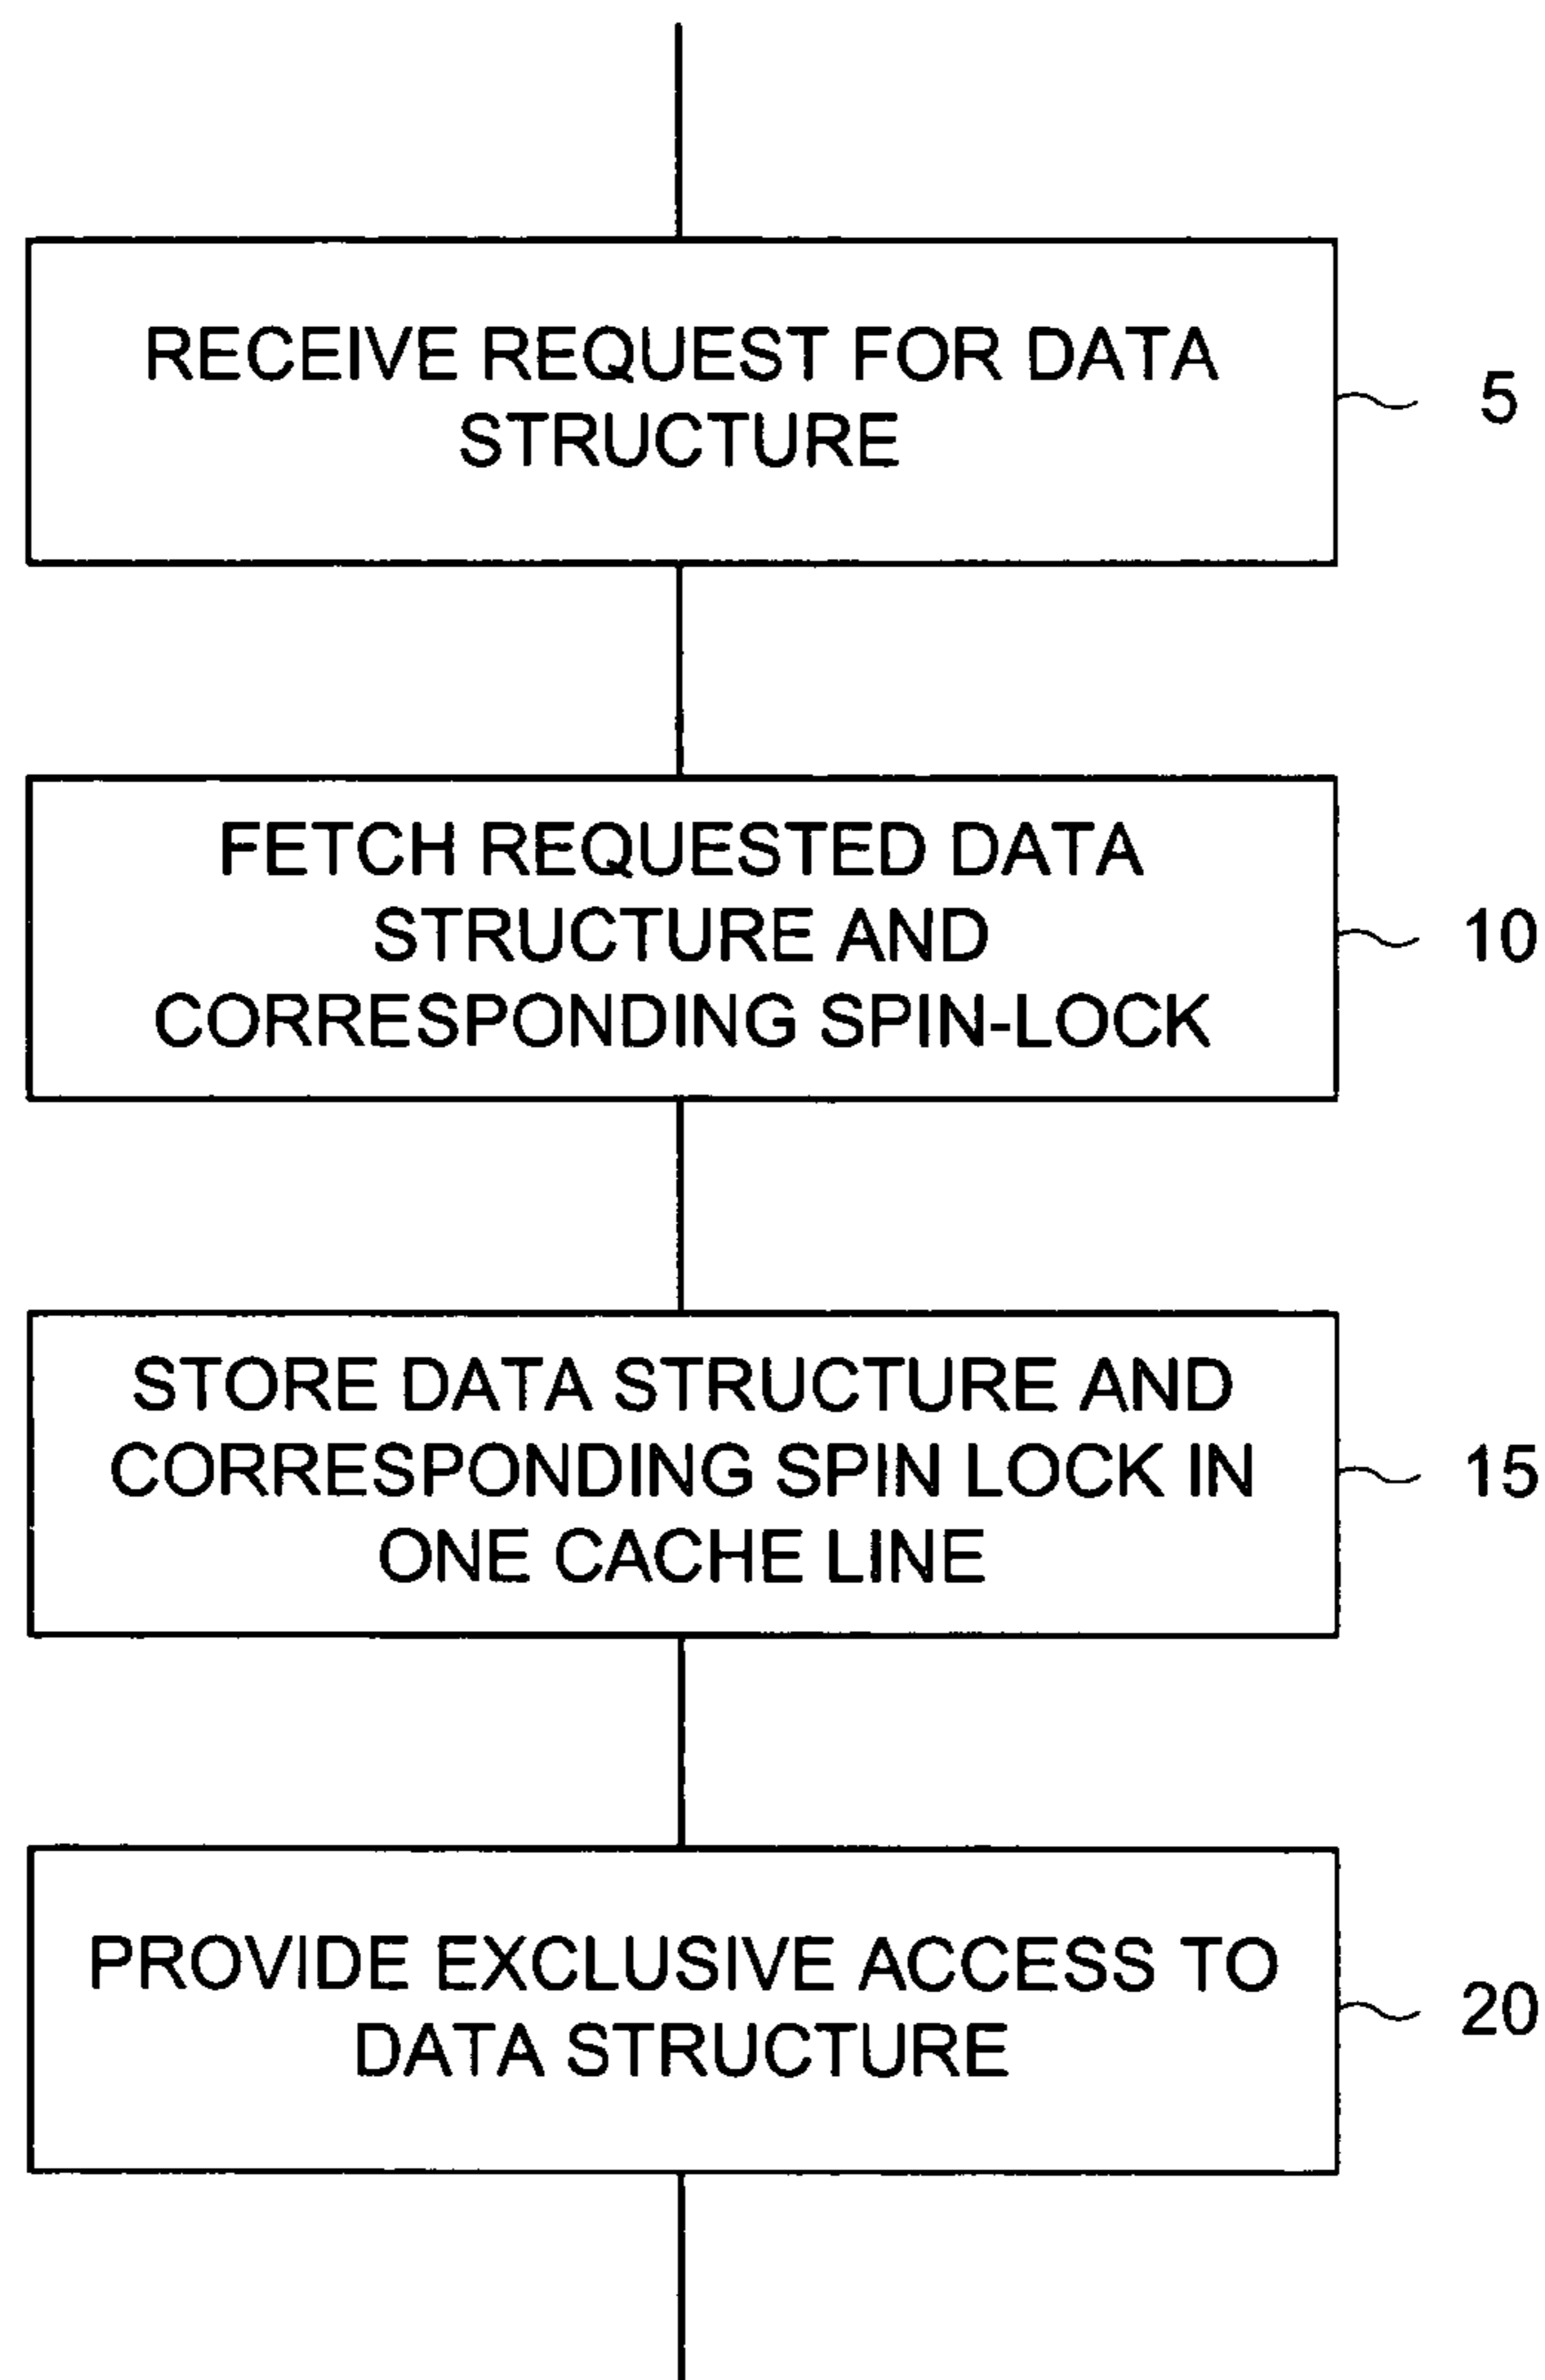 RECEIVE REQUEST FOR DATA
STRUCTURE
5
FETCH REQUESTED DATA
STRUCTURE AND
CORRESPONDING SPIN-LOCK
10
STORE DATA STRUCTURE AND
CORRESPONDING SPIN LOCK IN
ONE CACHE LINE
15
PROVIDE EXCLUSIVE ACCESS TO
DATA STRUCTURE
20